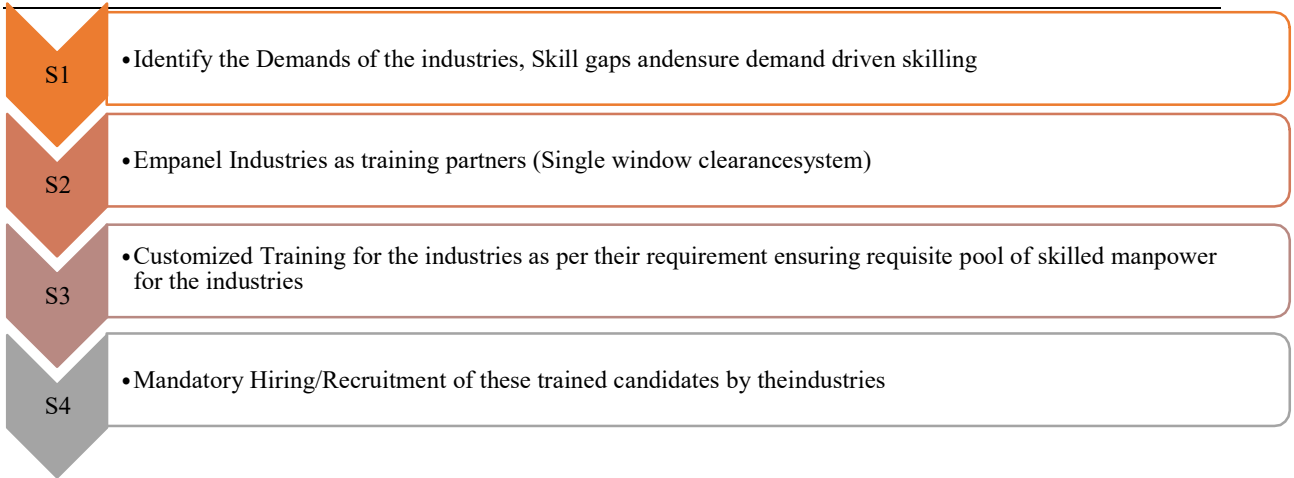 S1
•Identify the Demands of the industries, Skill gaps andensure demand driven skilling
S2
•Empanel Industries as training partners (Single window clearancesystem)
S3
•Customized Training for the industries as per their requirement ensuring requisite pool of skilled manpower
for the industries
S4
•Mandatory Hiring/Recruitment of these trained candidates by theindustries